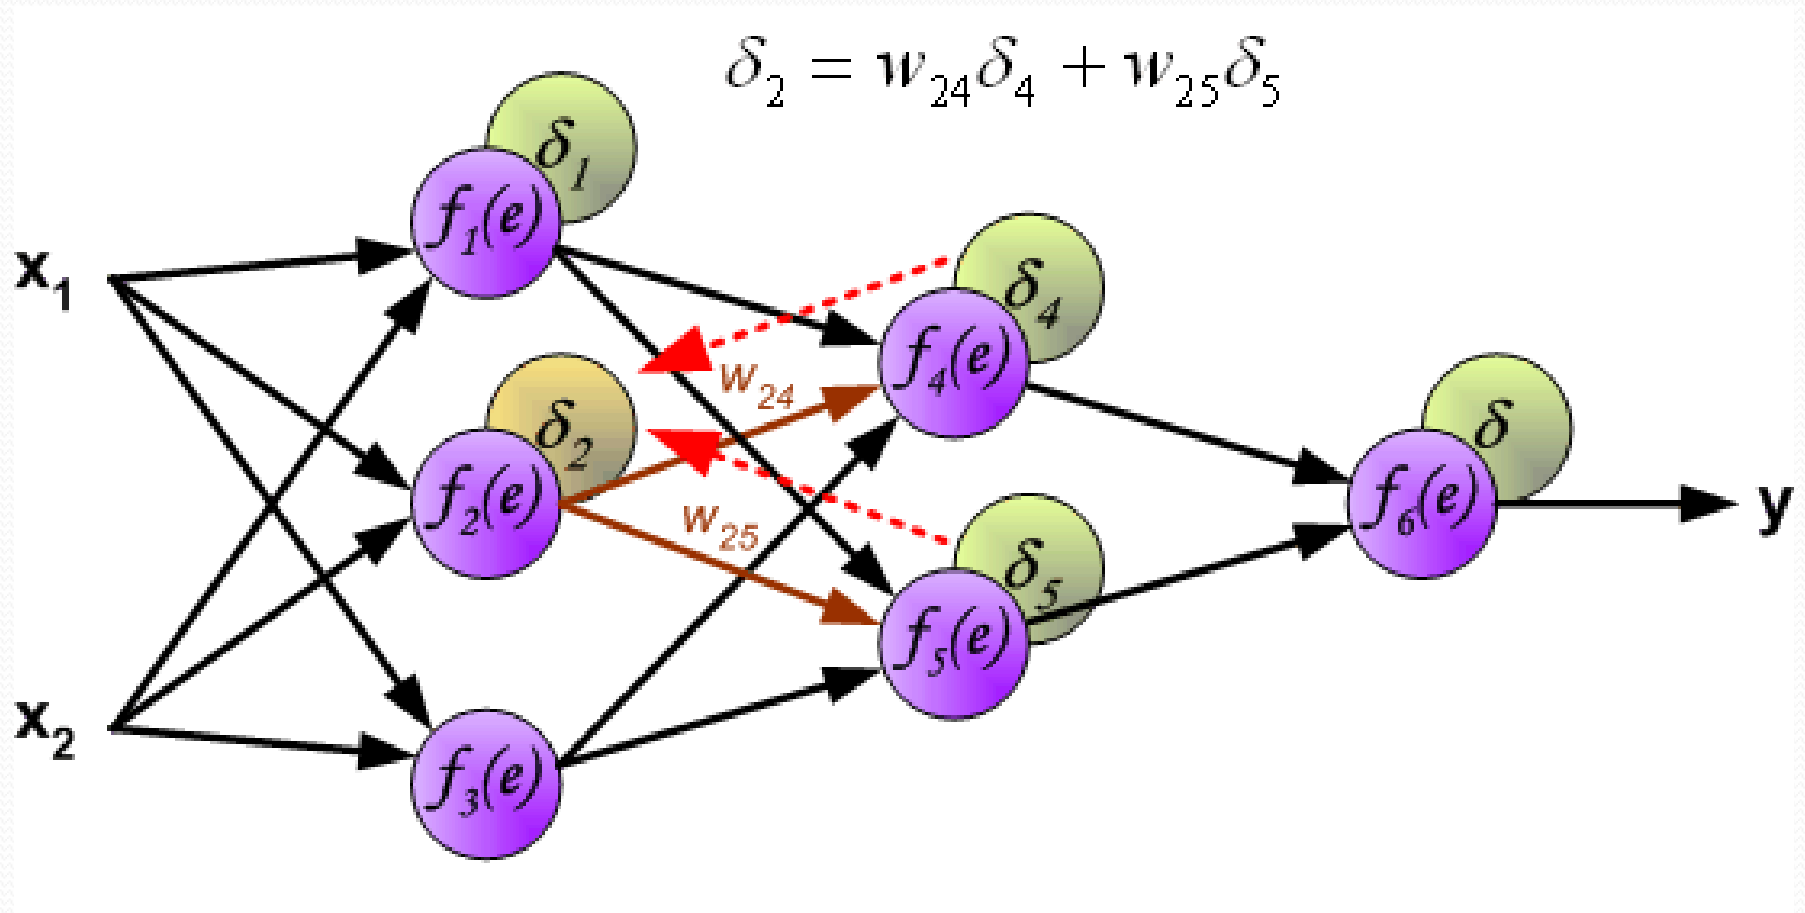 δ₂ = w₂₄δ₄ + w₂₅δ₅
δ₁
f₁(e)
x₁
δ₄
f₄(e)
w₂₄
δ₂
f₂(e)
δ
f₆(e)
y
w₂₅
δ₅
f₅(e)
x₂
f₃(e)